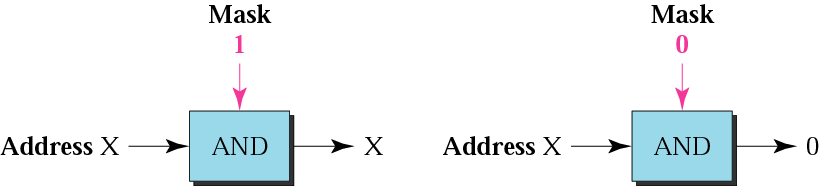 Mask
1
Address X
AND
X
Mask
0
Address X
AND
0